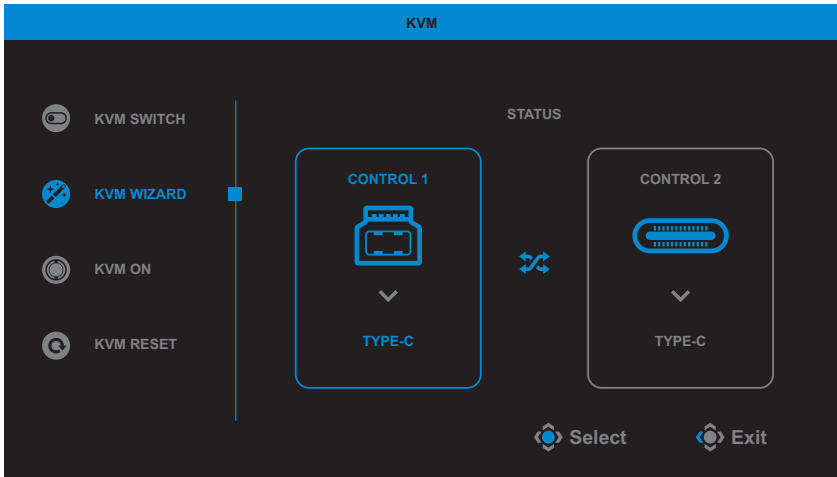 KVM
KVM SWITCH
KVM WIZARD
KVM ON
KVM RESET
STATUS
CONTROL 1
TYPE-C
CONTROL 2
TYPE-C
Select
Exit